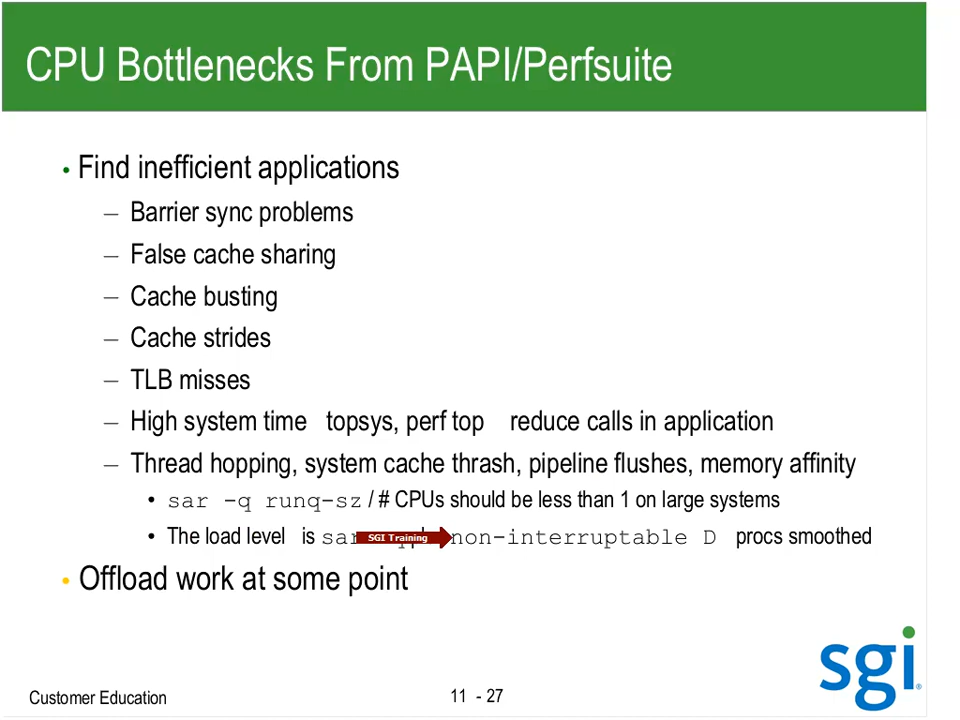 CPU Bottlenecks From PAPI/Perfsuite
• Find inefficient applications
– Barrier sync problems
– False cache sharing
– Cache busting
– Cache strides
– TLB misses
– High system time topsys, perf top reduce calls in application
– Thread hopping, system cache thrash, pipeline flushes, memory affinity
• sar -q runq-sz / # CPUs should be less than 1 on large systems
• The load level is sar non-interruptable D procs smoothed
SGI Training
• Offload work at some point
sgi®
Customer Education
11 - 27